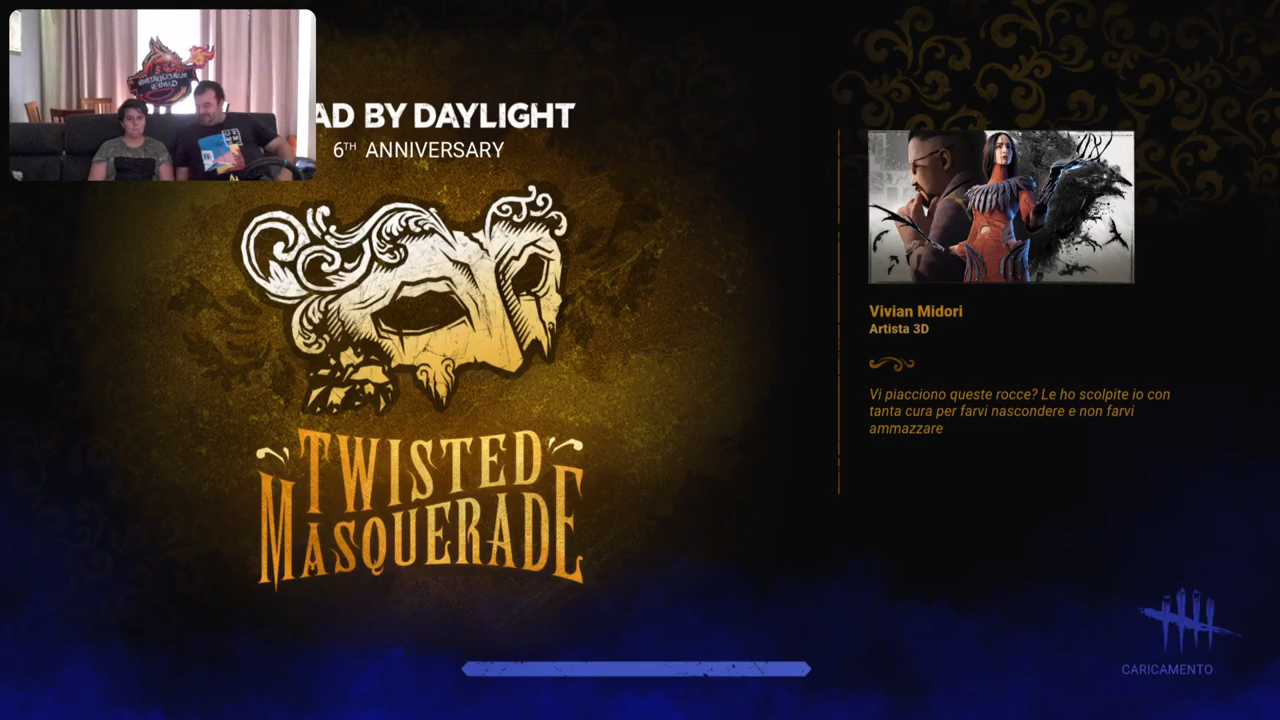 AD BY DAYLIGHT
6TH ANNIVERSARY
TWISTED
MASQUERADE
Vivian Midori
Artista 3D
Vi piacciono queste rocce? Le ho scolpite io con
tanta cura per farvi nascondere e non farvi
ammazzare
CARICAMENTO